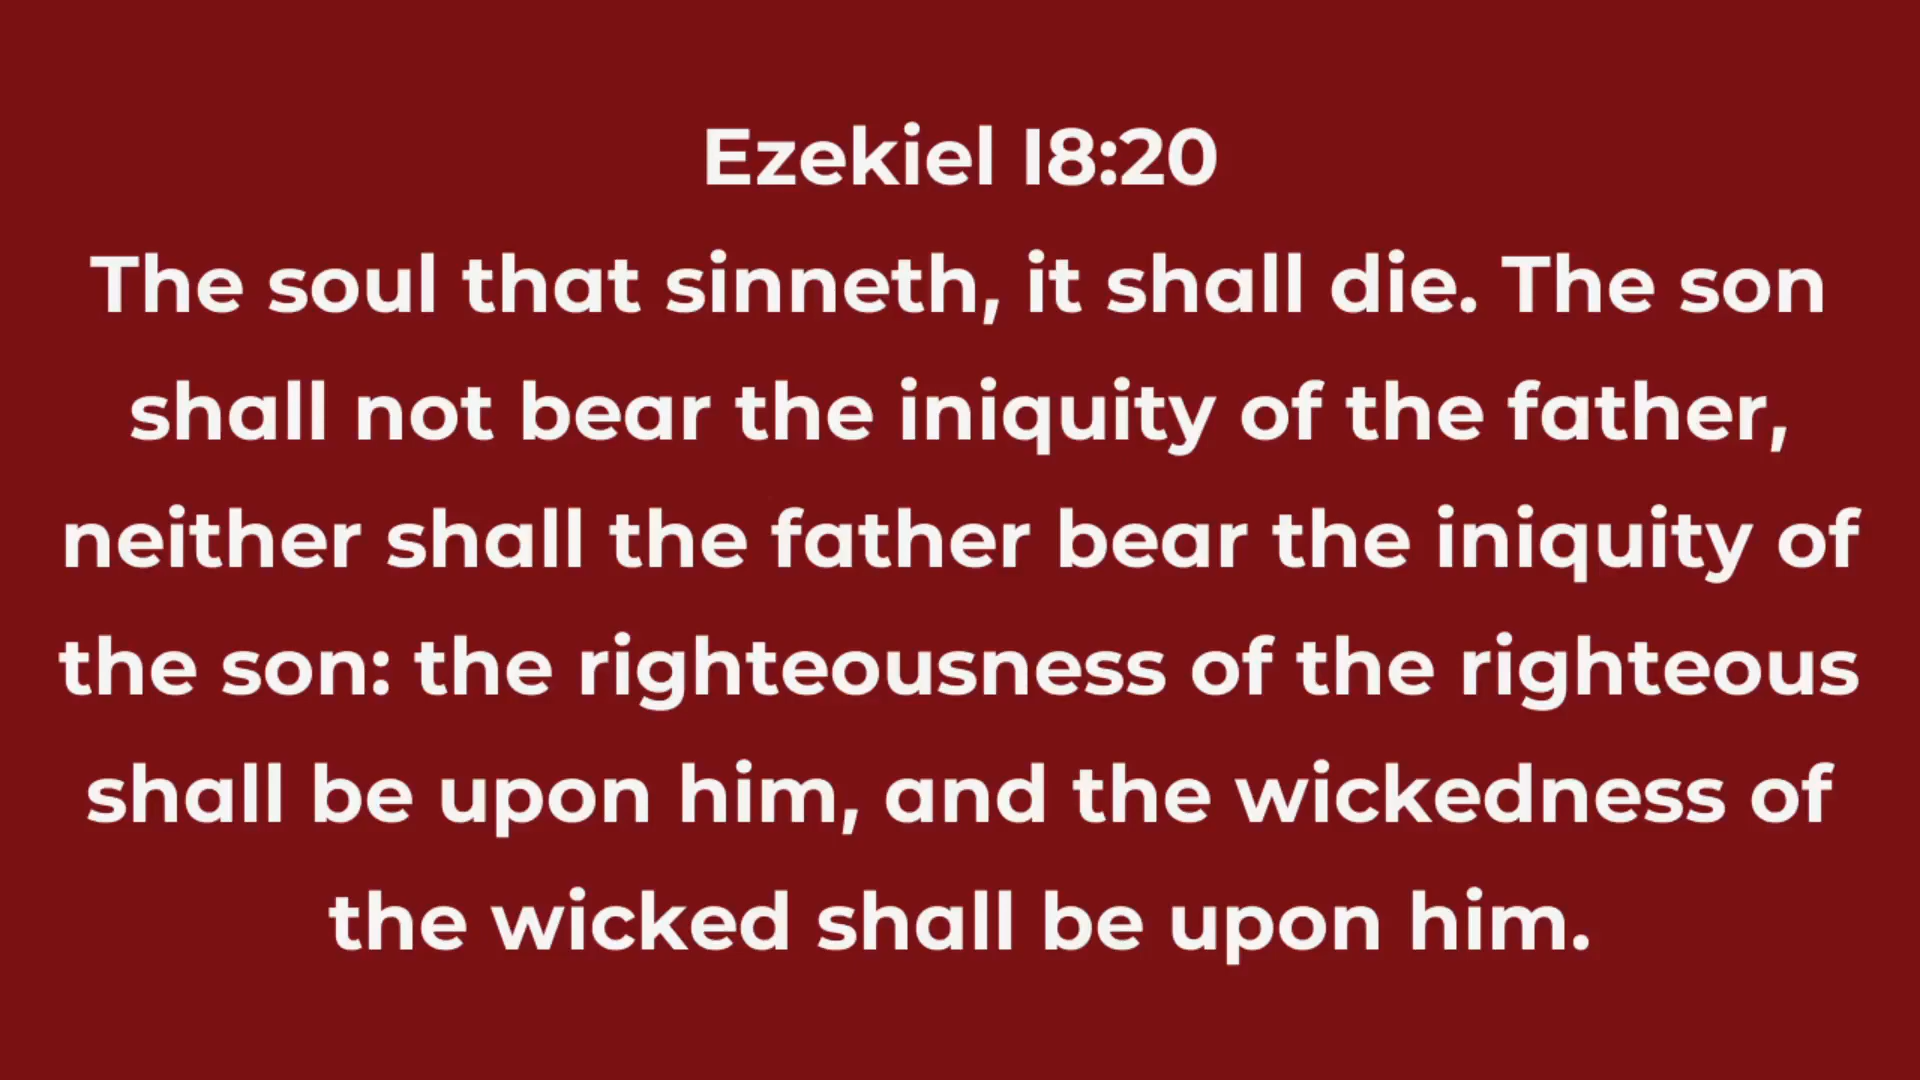 Ezekiel I8:20
The soul that sinneth, it shall die. The son
shall not bear the iniquity of the father,
neither shall the father bear the iniquity of
the son: the righteousness of the righteous
shall be upon him, and the wickedness of
the wicked shall be upon him.